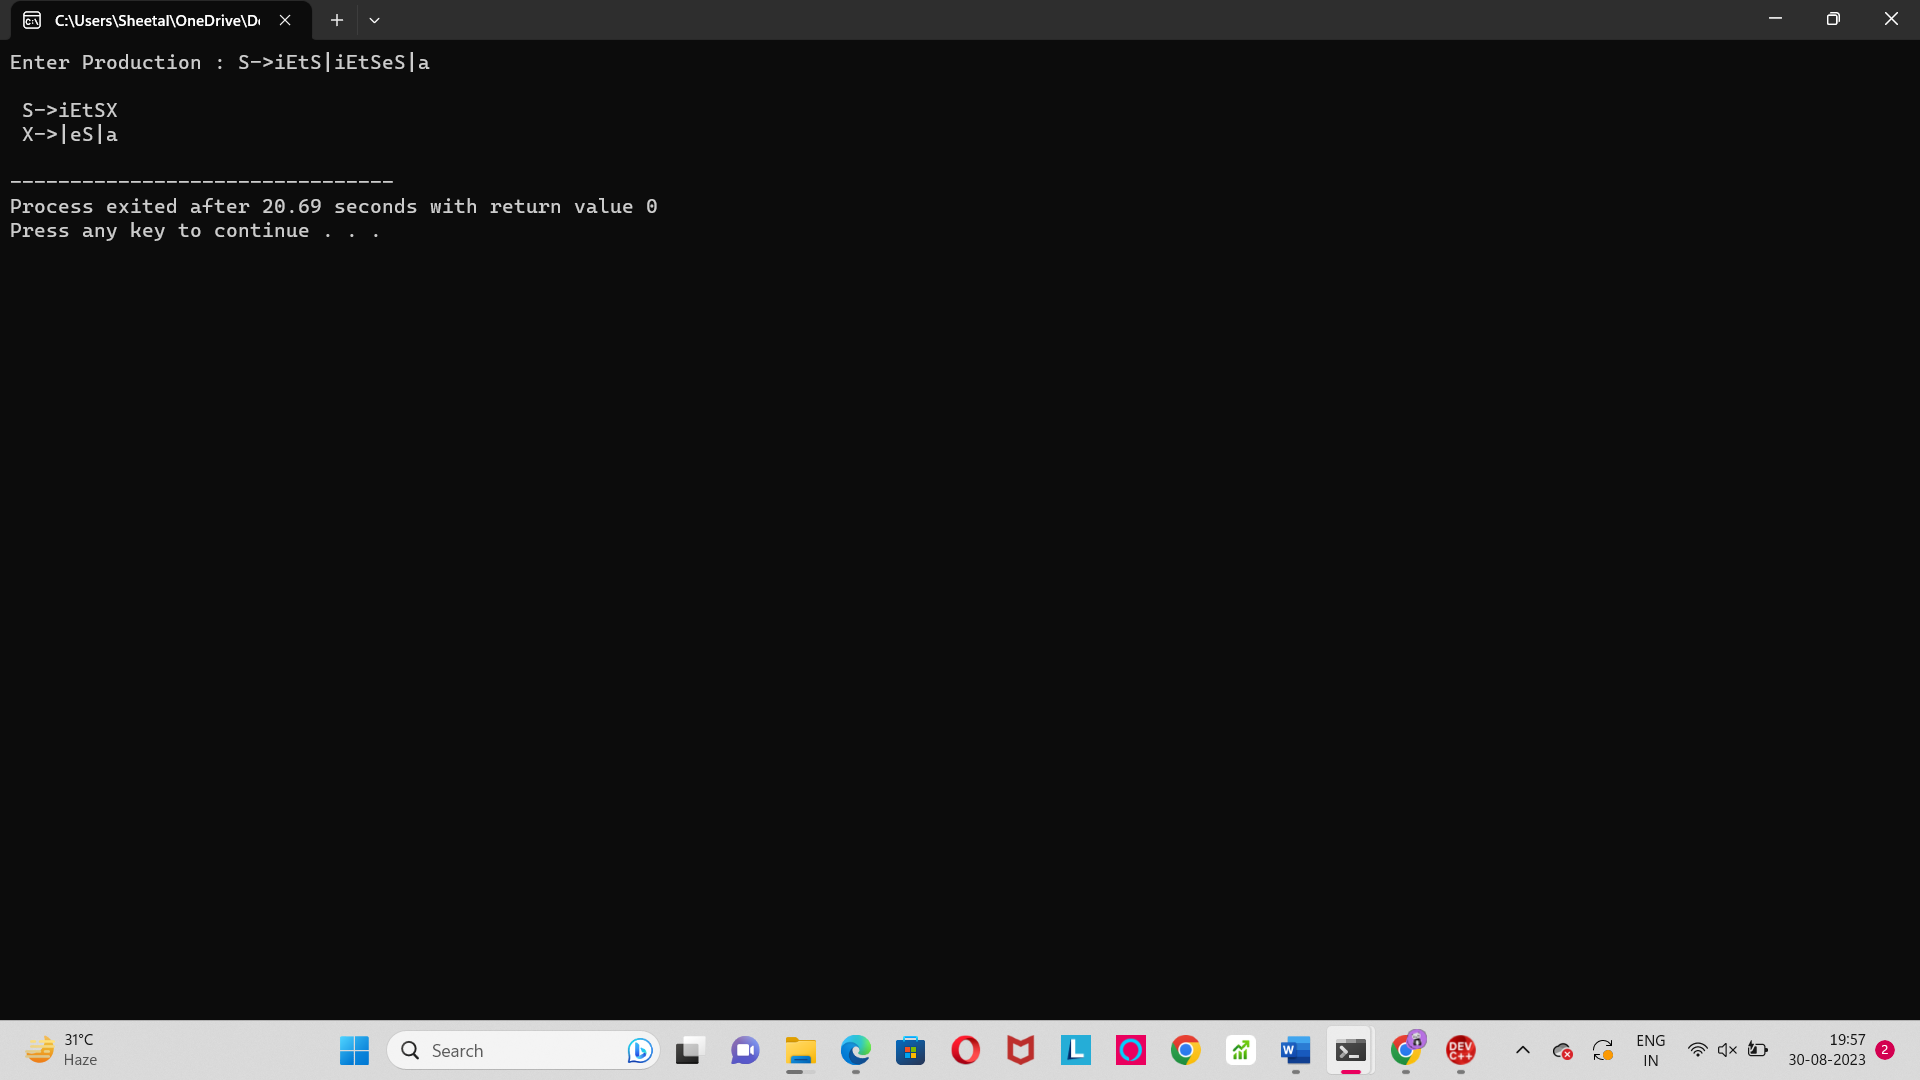 C:\Users\Sheetal\OneDrive\De
Enter Production : S->iEtS|iEtSeS|a
S->iEtSX
X->|eS|a
--------------------------------
Process exited after 20.69 seconds with return value 0
Press any key to continue . . .
31°C
Haze
Search
DEV
C++
ENG
IN
19:57
30-08-2023
2